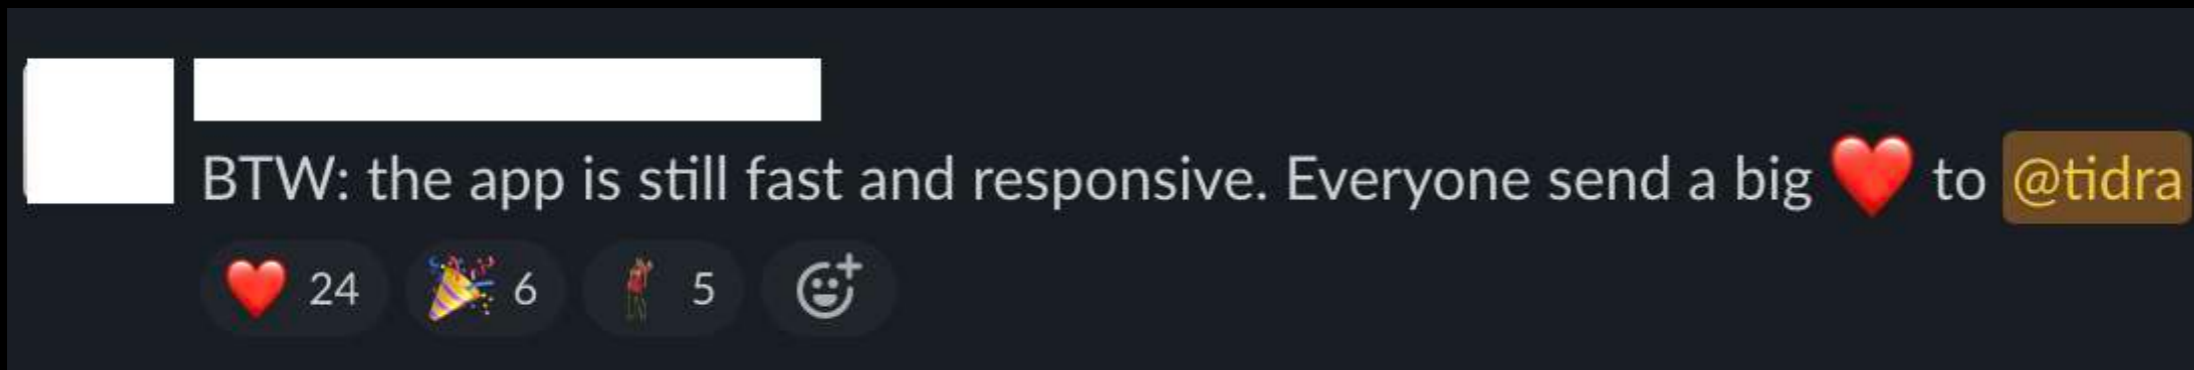 BTW: the app is still fast and responsive. Everyone send a big ❤️ to @tidra
❤️ 24 🎉 6 5